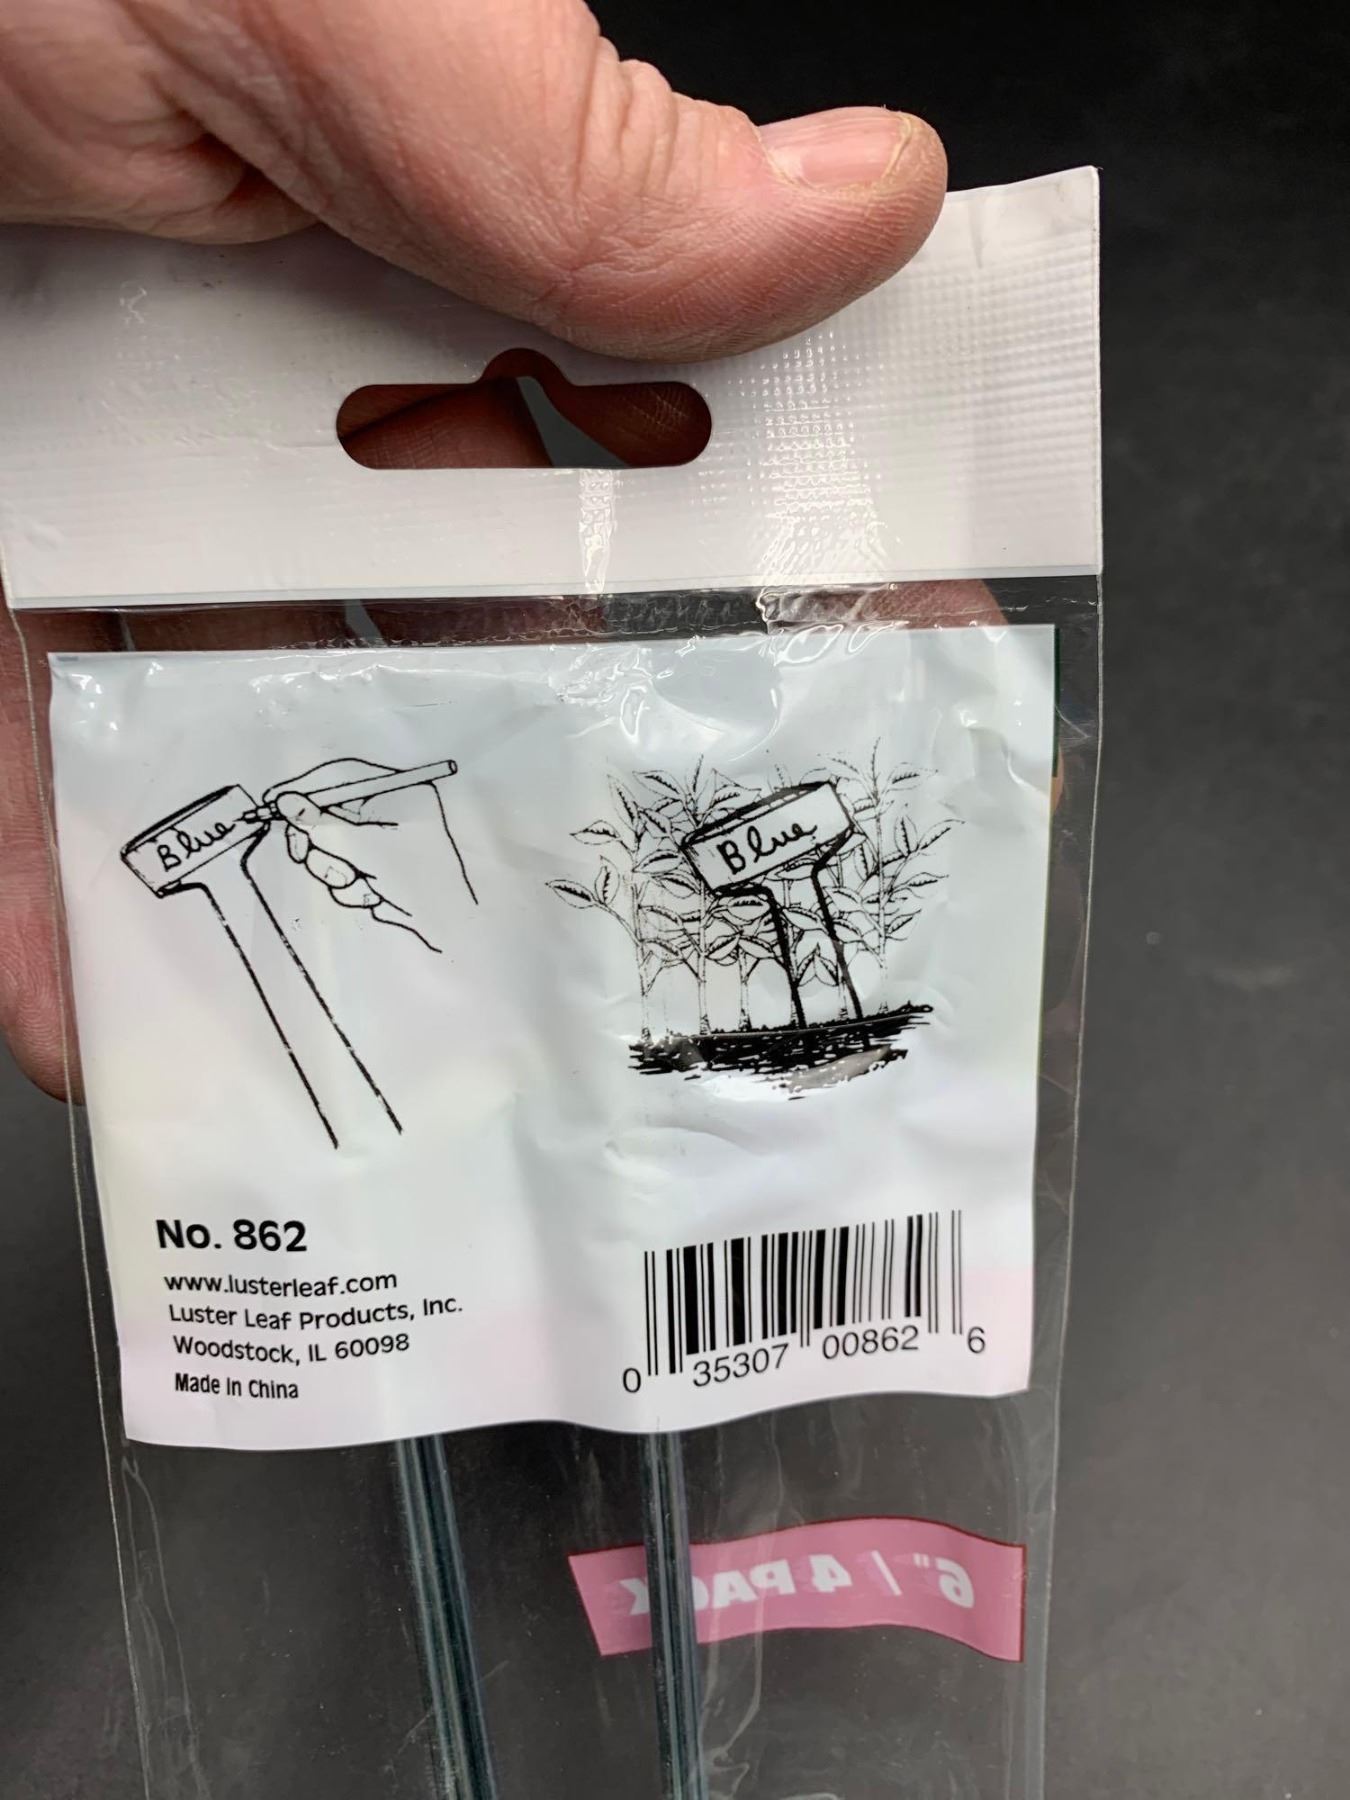 Blue
Blue
No. 862
www.lusterleaf.com
Luster Leaf Products, Inc.
Woodstock, IL 60098
Made In China
0 35307 00862 6
6" / 4 PACK